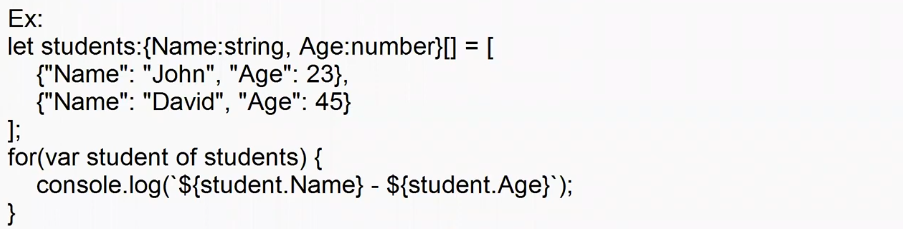 Ex:
let students:{Name:string, Age:number}[] = [
    {"Name": "John", "Age": 23},
    {"Name": "David", "Age": 45}
];
for(var student of students) {
    console.log(`${student.Name} - ${student.Age}`);
}